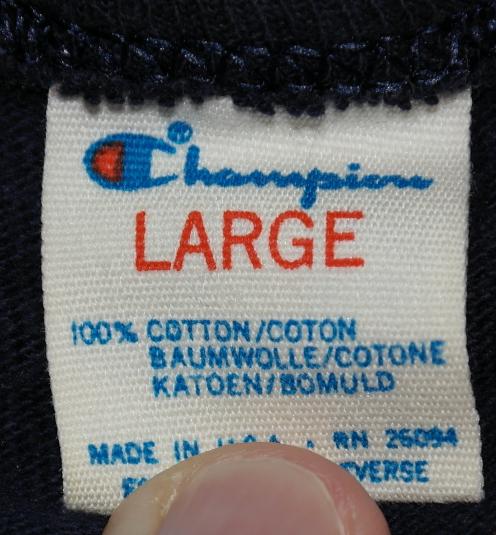 Champion
LARGE
100% COTTON/COTON
BAUMWOLLE/COTONE
KATOEN/BOMULD
MADE IN U.S.A. RN 26094